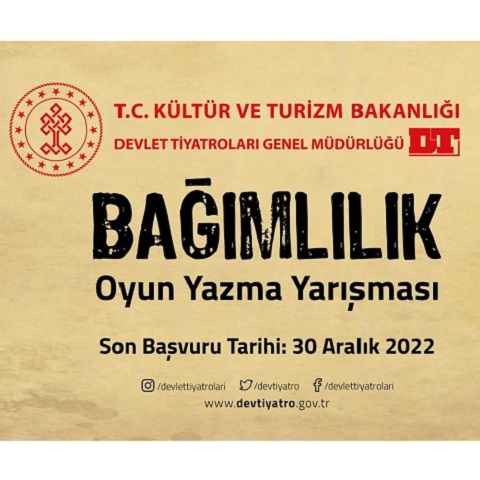 T.C. KÜLTÜR VE TURİZM BAKANLIĞI
DEVLET TİYATROLARI GENEL MÜDÜRLÜĞÜ DT
BAĞIMLILIK
Oyun Yazma Yarışması
Son Başvuru Tarihi: 30 Aralık 2022
/devlettiyatrolari /devtiyatro /devlettiyatrolari
www.devtiyatro.gov.tr